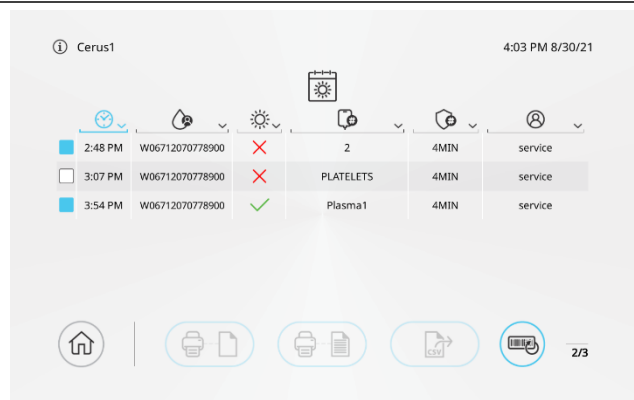 Cerus1
4:03 PM 8/30/21
2:48 PM W06712070778900 2 4MIN service
3:07 PM W06712070778900 PLATELETS 4MIN service
3:54 PM W06712070778900 Plasma1 4MIN service
CSV
2/3